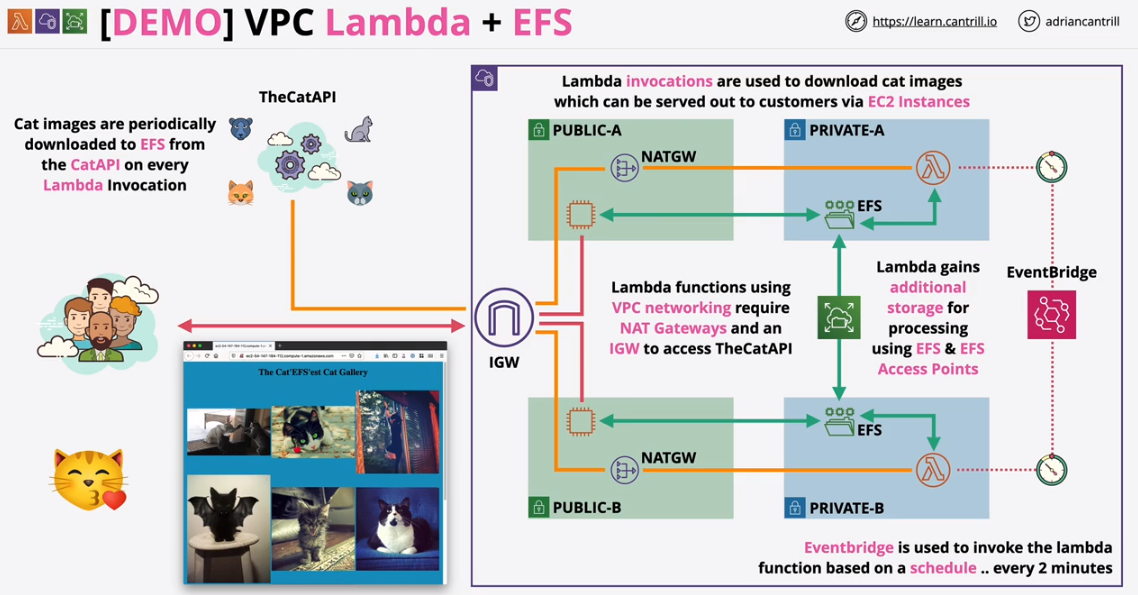 [DEMO] VPC Lambda + EFS
https://learn.cantrill.io
adriancantrill
TheCatAPI
Cat images are periodically
downloaded to EFS from
the CatAPI on every
Lambda Invocation
Lambda invocations are used to download cat images
which can be served out to customers via EC2 Instances
PUBLIC-A
PRIVATE-A
NATGW
EFS
Lambda functions using
VPC networking require
NAT Gateways and an
IGW to access TheCatAPI
Lambda gains
additional
storage for
processing
using EFS & EFS
Access Points
EventBridge
IGW
The Cat'EFS'est Cat Gallery
EFS
NATGW
PUBLIC-B
PRIVATE-B
Eventbridge is used to invoke the lambda
function based on a schedule .. every 2 minutes